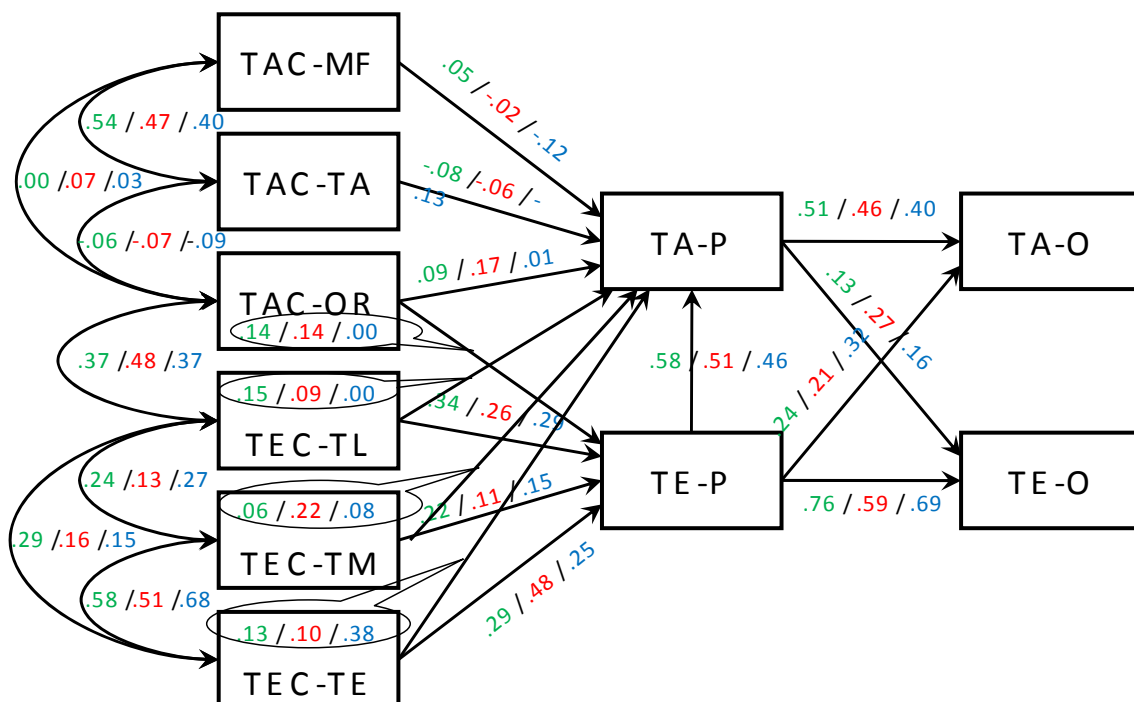 TAC-MF
.05 / -.02 / -.12
.54 /.47 /.40
TAC-TA
-.08 /-.06 / -
.13
.00 /.07 /.03
.51 / .46 / .40
TA-P
TA-O
-.06 /-.07 /-.09
.09 / .17 / .01
TAC-OR
.13 / .27 / .16
.14 / .14 / .00
.37 /.48 /.37
.58 / .51 / .46
.24 / .21 / .32
.15 / .09 / .00
.34 / .26 / .29
TEC-TL
TE-P
TE-O
.24 /.13 /.27
.06 / .22 / .08
.22 / .11 / .15
.76 / .59 / .69
.29 /.16 /.15
TEC-TM
.58 /.51 /.68
.29 / .48 / .25
.13 / .10 / .38
TEC-TE